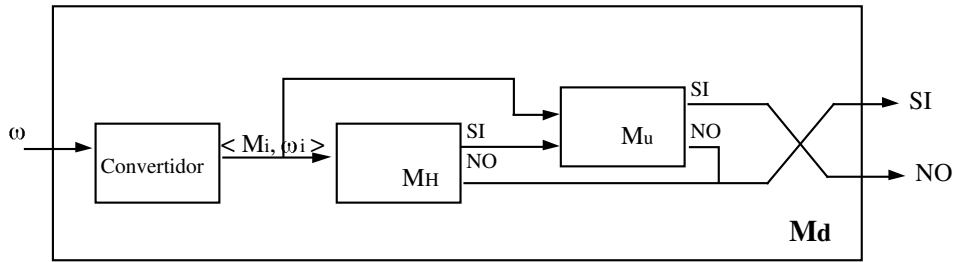 ω
Convertidor
< Mi, ωi >
MH
SI
NO
Mu
SI
NO
SI
NO
Md